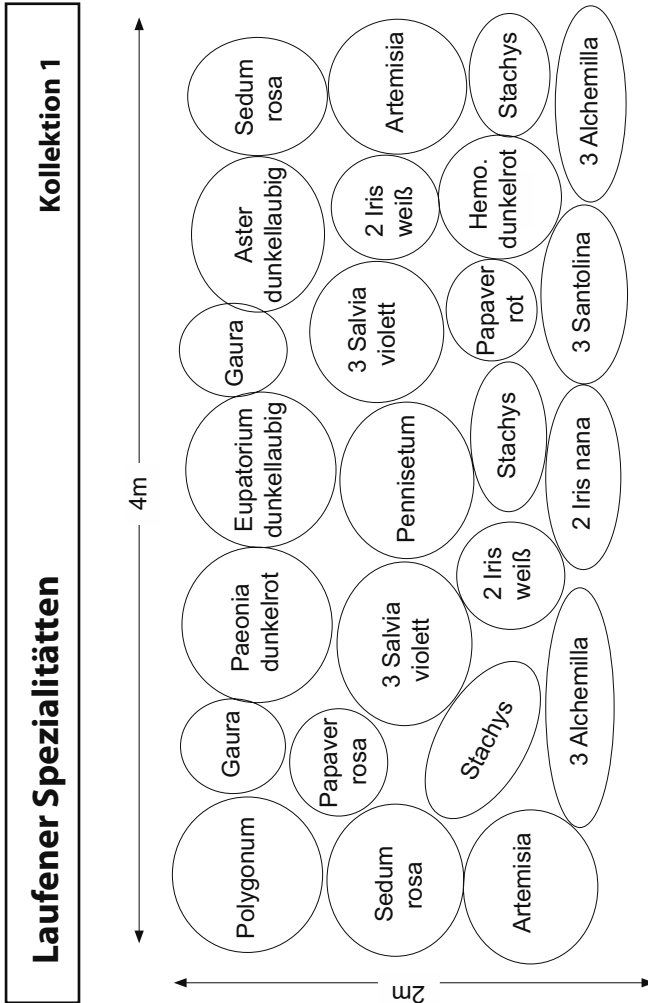 Laufener Spezialitätten Kollektion 1
4m
2m
Polygonum
Gaura
Paeonia
dunkelrot
Eupatorium
dunkellaubig
Gaura
Aster
dunkellaubig
Sedum
rosa
Sedum
rosa
Papaver
rosa
3 Salvia
violett
Pennisetum
3 Salvia
violett
2 Iris
weiß
Artemisia
Artemisia
Stachys
2 Iris
weiß
Stachys
Papaver
rot
Hemo.
dunkelrot
Stachys
3 Alchemilla
2 Iris nana
3 Santolina
3 Alchemilla